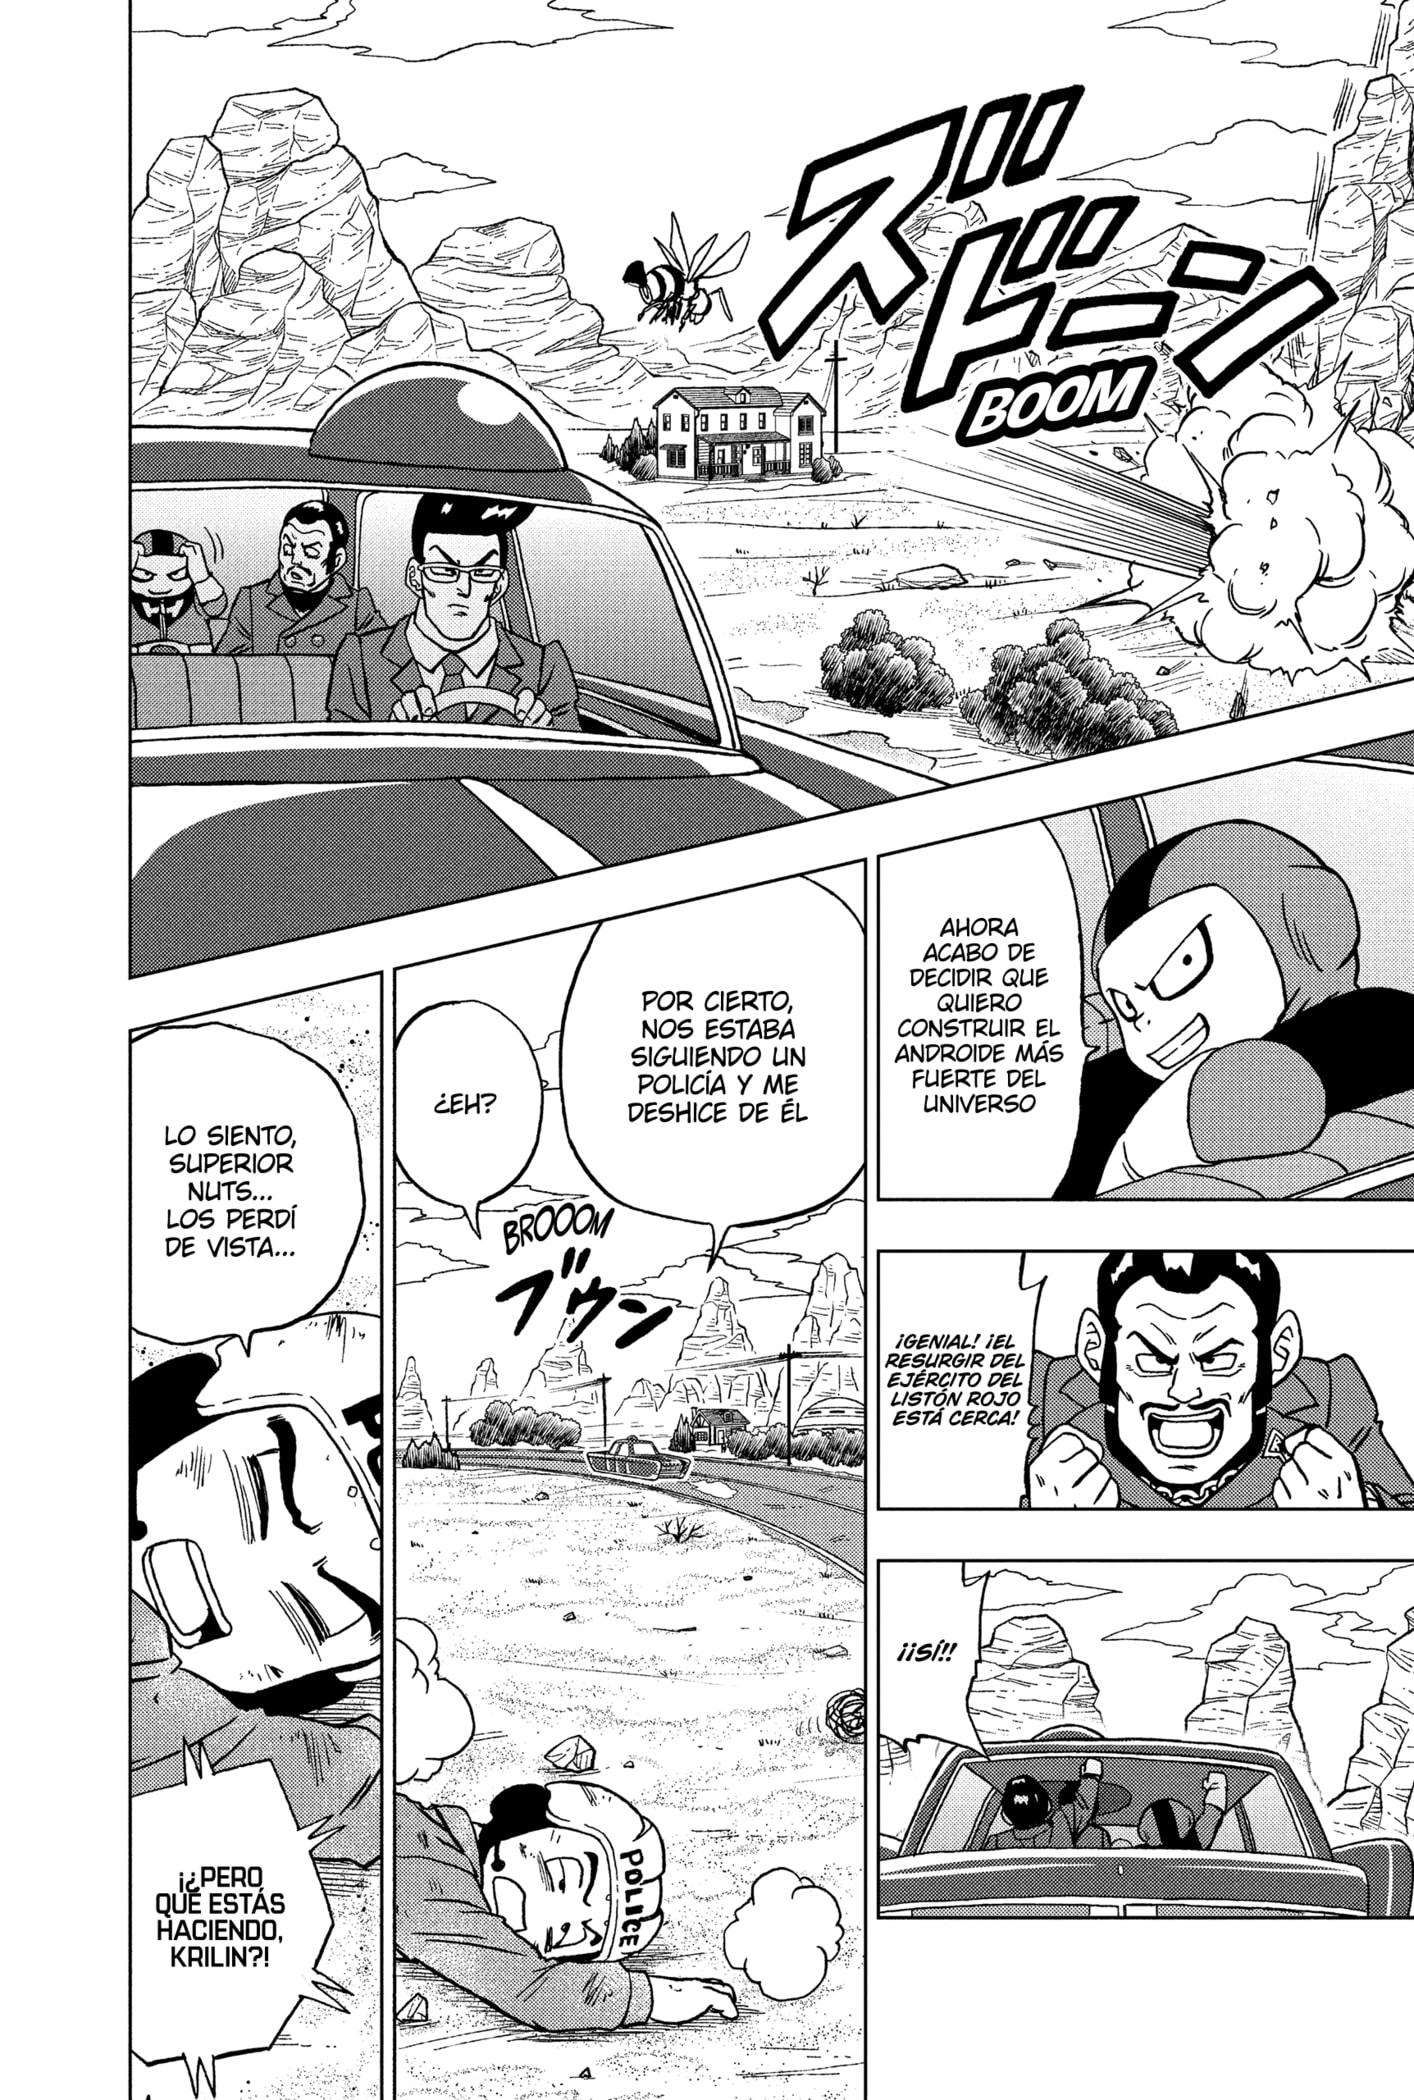 ズドーン
BOOM
AHORA
ACABO DE
DECIDIR QUE
QUIERO
CONSTRUIR EL
ANDROIDE MÁS
FUERTE DEL
UNIVERSO
¡GENIAL! ¡EL
RESURGIR DEL
EJÉRCITO DEL
LISTÓN ROJO
ESTÁ CERCA!
¡¡SÍ!!
POR CIERTO,
NOS ESTABA
SIGUIENDO UN
POLICÍA Y ME
DESHICE DE ÉL
¿EH?
BROOOM
ブウン
POLICE
LO SIENTO,
SUPERIOR
NUTS...
LOS PERDÍ
DE VISTA...
¡¿PERO
QUÉ ESTÁS
HACIENDO,
KRILIN?!